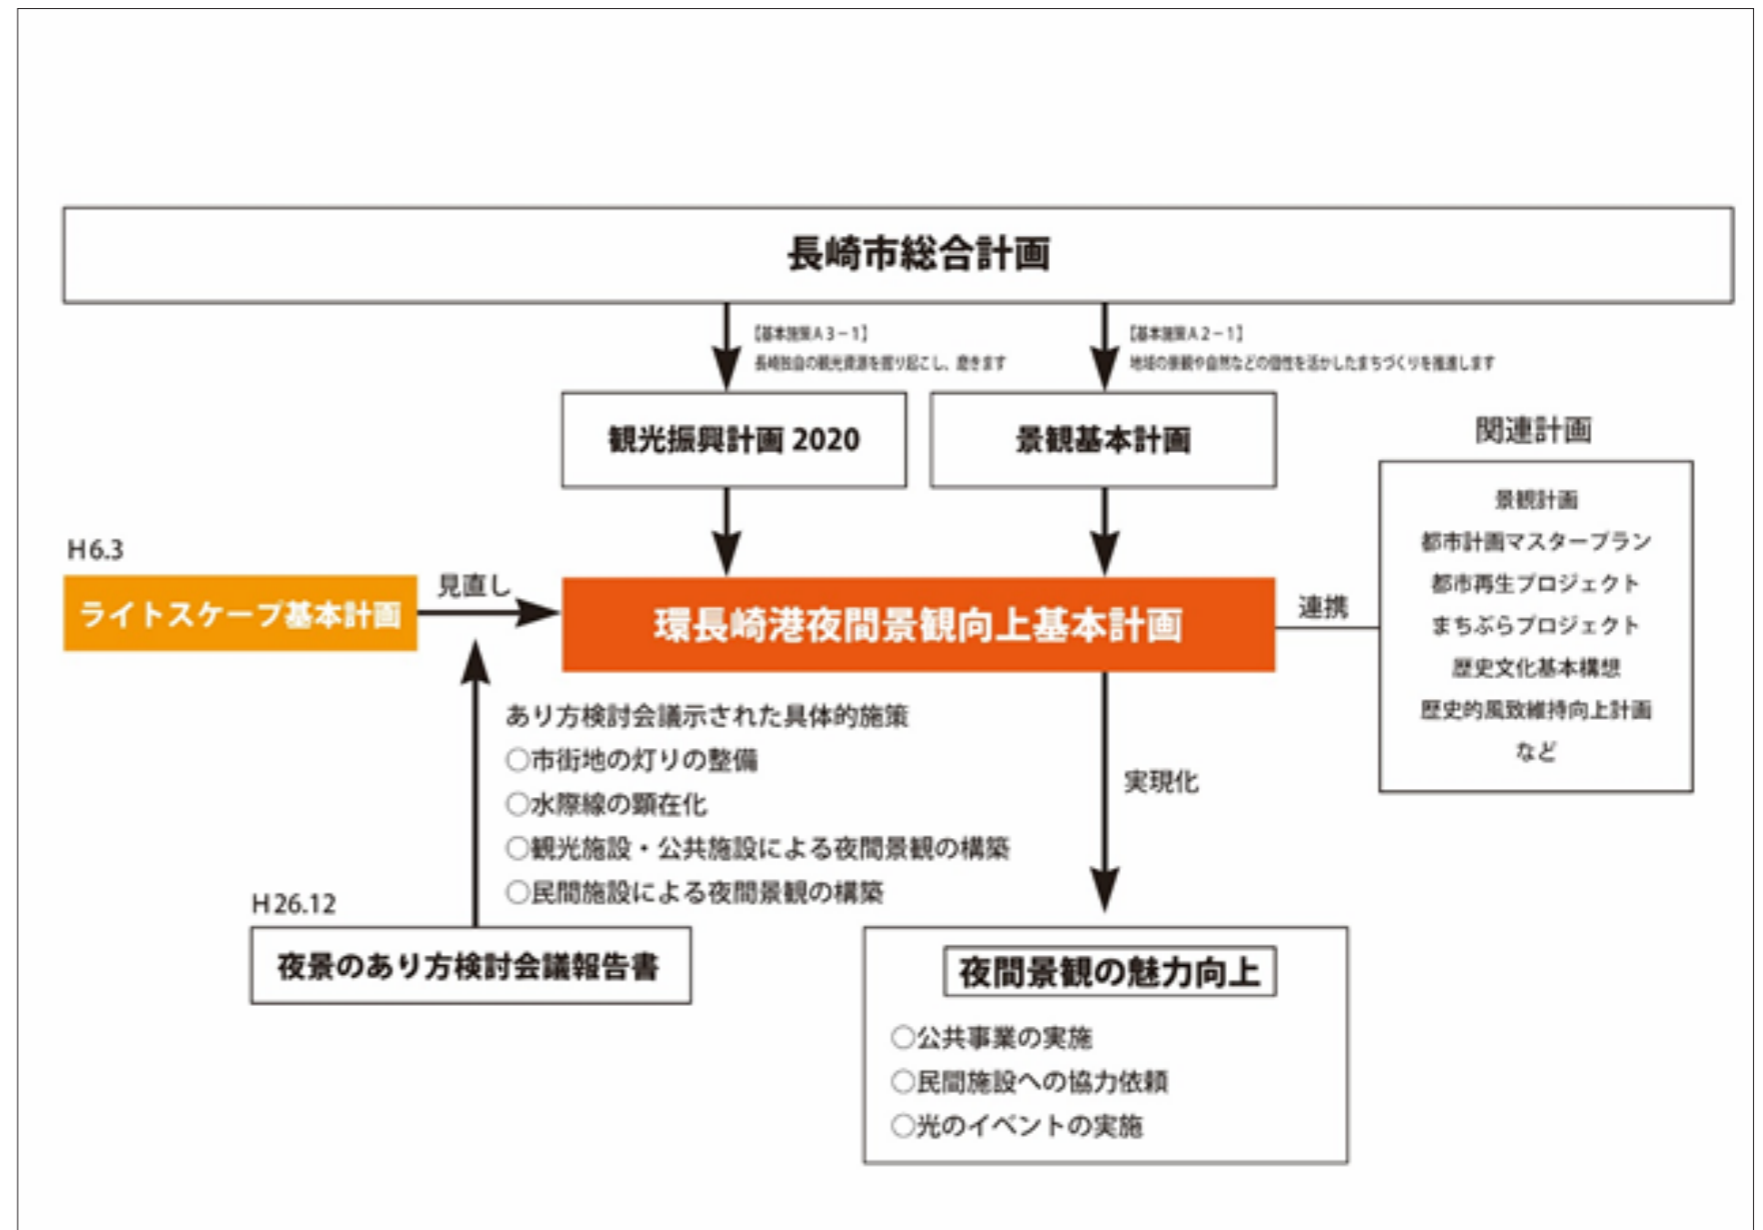 長崎市総合計画
【基本施策A3-1】
長崎独自の観光資源を掘り起こし、磨きます
【基本施策A2-1】
地域の景観や自然などの個性を活かしたまちづくりを推進します
観光振興計画 2020
景観基本計画
関連計画
景観計画
都市計画マスタープラン
都市再生プロジェクト
まちぶらプロジェクト
歴史文化基本構想
歴史的風致維持向上計画
など
H6.3
ライトスケープ基本計画
見直し
環長崎港夜間景観向上基本計画
連携
あり方検討会議示された具体的施策
○市街地の灯りの整備
○水際線の顕在化
○観光施設・公共施設による夜間景観の構築
○民間施設による夜間景観の構築
実現化
H26.12
夜景のあり方検討会議報告書
夜間景観の魅力向上
○公共事業の実施
○民間施設への協力依頼
○光のイベントの実施